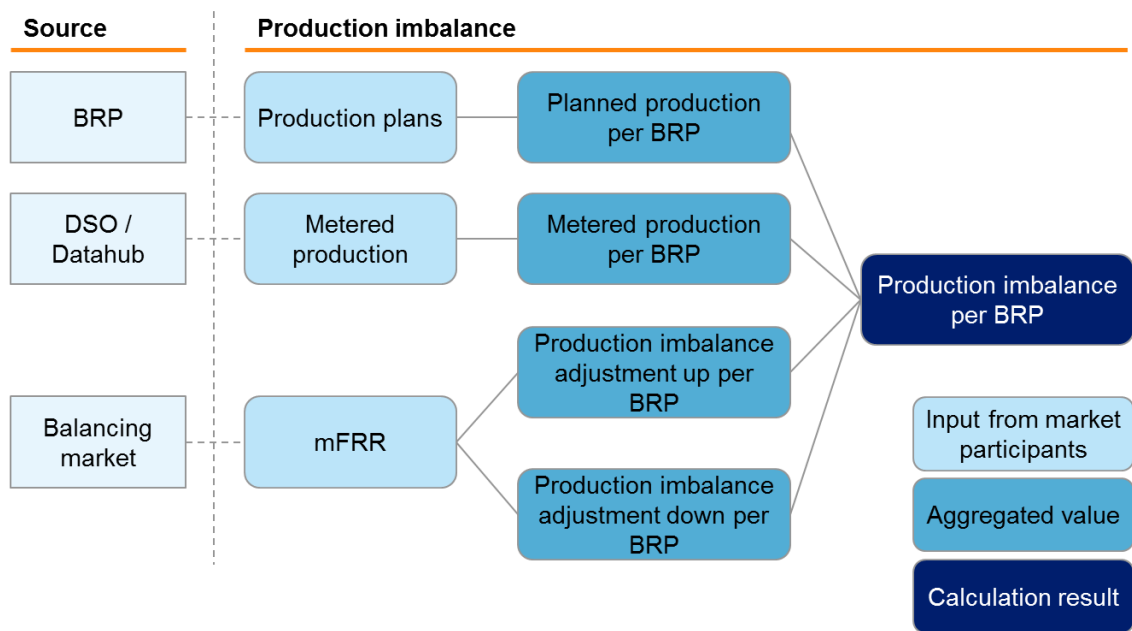 Source
Production imbalance
BRP
Production plans
Planned production
per BRP
DSO /
Datahub
Metered
production
Metered production
per BRP
Production imbalance
per BRP
Production imbalance
adjustment up per
BRP
Balancing
market
mFRR
Production imbalance
adjustment down per
BRP
Input from market
participants
Aggregated value
Calculation result